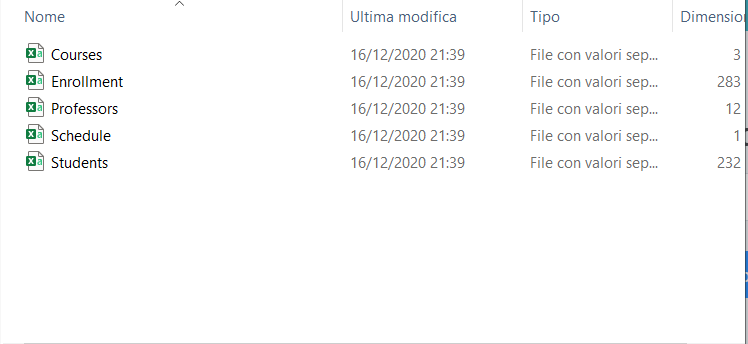 Nome Ultima modifica Tipo Dimension
Courses 16/12/2020 21:39 File con valori sep... 3
Enrollment 16/12/2020 21:39 File con valori sep... 283
Professors 16/12/2020 21:39 File con valori sep... 12
Schedule 16/12/2020 21:39 File con valori sep... 1
Students 16/12/2020 21:39 File con valori sep... 232